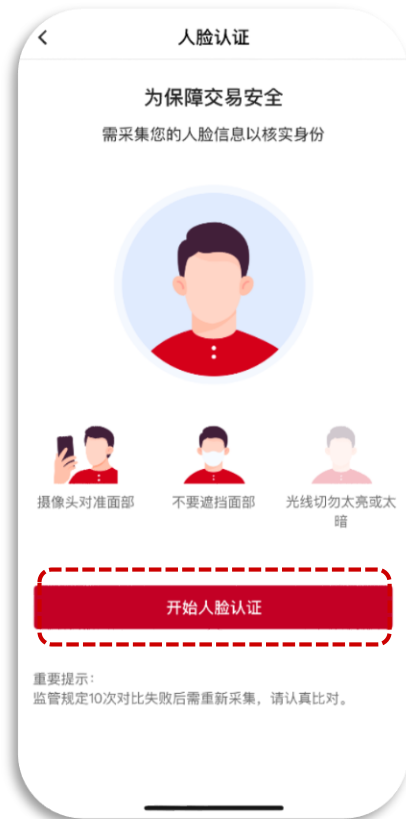 人脸认证
为保障交易安全
需采集您的人脸信息以核实身份
摄像头对准面部
不要遮挡面部
光线切勿太亮或太
暗
开始人脸认证
重要提示：
监管规定10次对比失败后需重新采集，请认真比对。